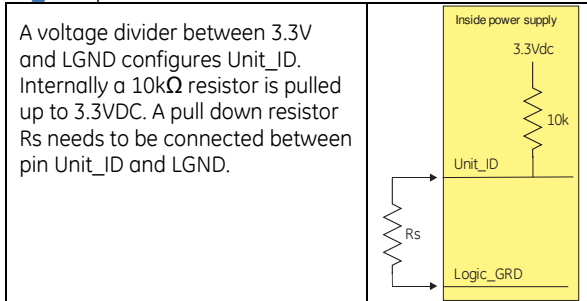 A voltage divider between 3.3V
and LGND configures Unit_ID.
Internally a 10kΩ resistor is pulled
up to 3.3VDC. A pull down resistor
Rs needs to be connected between
pin Unit_ID and LGND.
Inside power supply
3.3Vdc
10k
Unit_ID
Rs
Logic_GRD